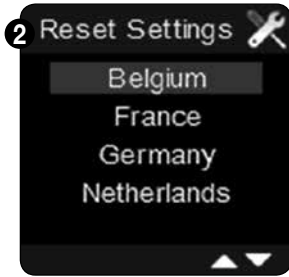 2 Reset Settings
Belgium
France
Germany
Netherlands